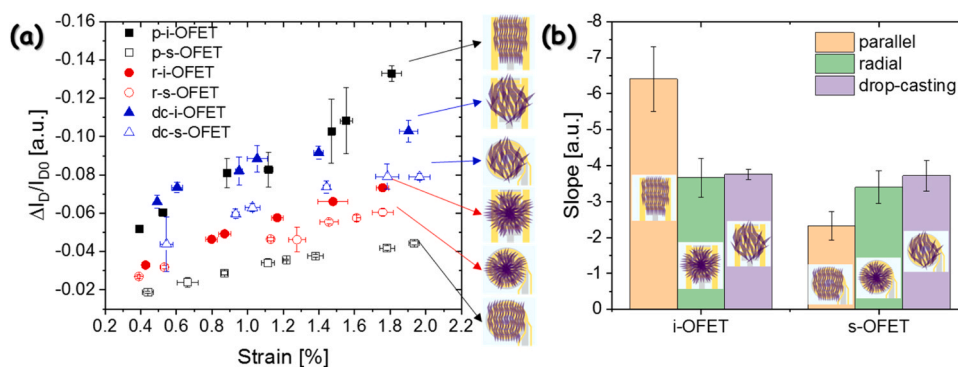 (a)
-0.16
-0.14
-0.12
-0.10
-0.08
-0.06
-0.04
-0.02
ΔI_D/I_D0 [a.u.]
p-i-OFET
p-s-OFET
r-i-OFET
r-s-OFET
dc-i-OFET
dc-s-OFET
0.2 0.4 0.6 0.8 1.0 1.2 1.4 1.6 1.8 2.0 2.2
Strain [%]
(b)
-8
-7
-6
-5
-4
-3
-2
-1
0
Slope [a.u.]
parallel
radial
drop-casting
i-OFET s-OFET